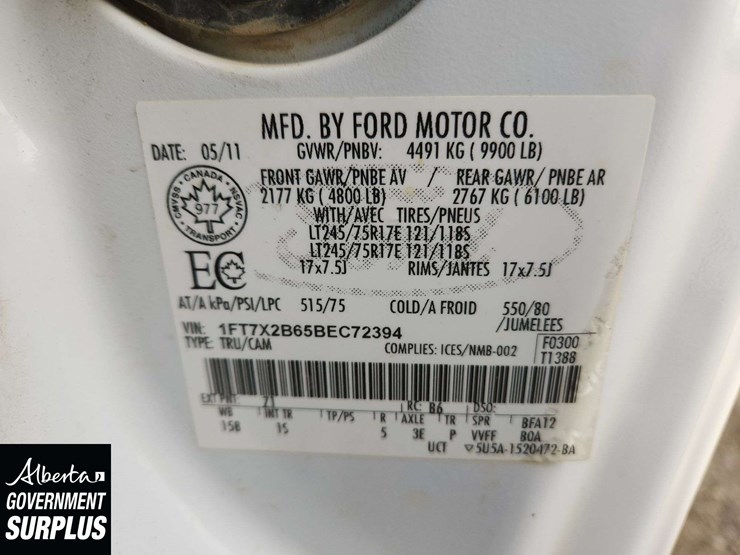 MFD. BY FORD MOTOR CO.
DATE: 05/11 GVWR/PNBV: 4491 KG ( 9900 LB)
FRONT GAWR/PNBE AV / REAR GAWR/ PNBE AR
2177 KG ( 4800 LB) 2767 KG ( 6100 LB)
WITH/AVEC TIRES/PNEUS
LT245/75R17E 121/118S
LT245/75R17E 121/118S
17x7.5J RIMS/JANTES 17x7.5J
CANADA
CMVSS NSVAC
977
TRANSPORT
EC
AT/A kPa/PSI/LPC 515/75 COLD/A FROID 550/80
/JUMELEES
VIN: 1FT7X2B65BEC72394
TYPE: TRU/CAM COMPLIES: ICES/NMB-002
F0300
T1388
EXT PNT: Z1 RC: B6 DSO:
WB INT TR TP/PS R AXLE TR SPR BFA12
158 15 5 3E P VVFF BOA
UCT 5U5A-1520472-BA
Alberta
GOVERNMENT
SURPLUS